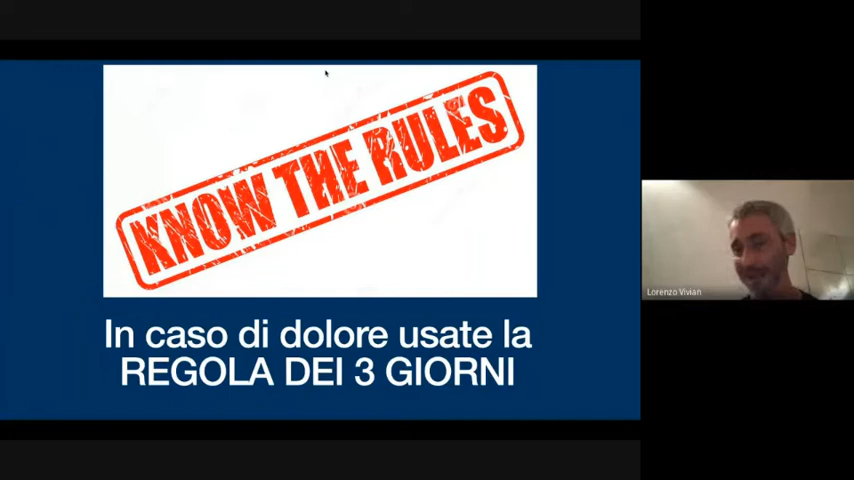 KNOW THE RULES
In caso di dolore usate la
REGOLA DEI 3 GIORNI
Lorenzo Vivian